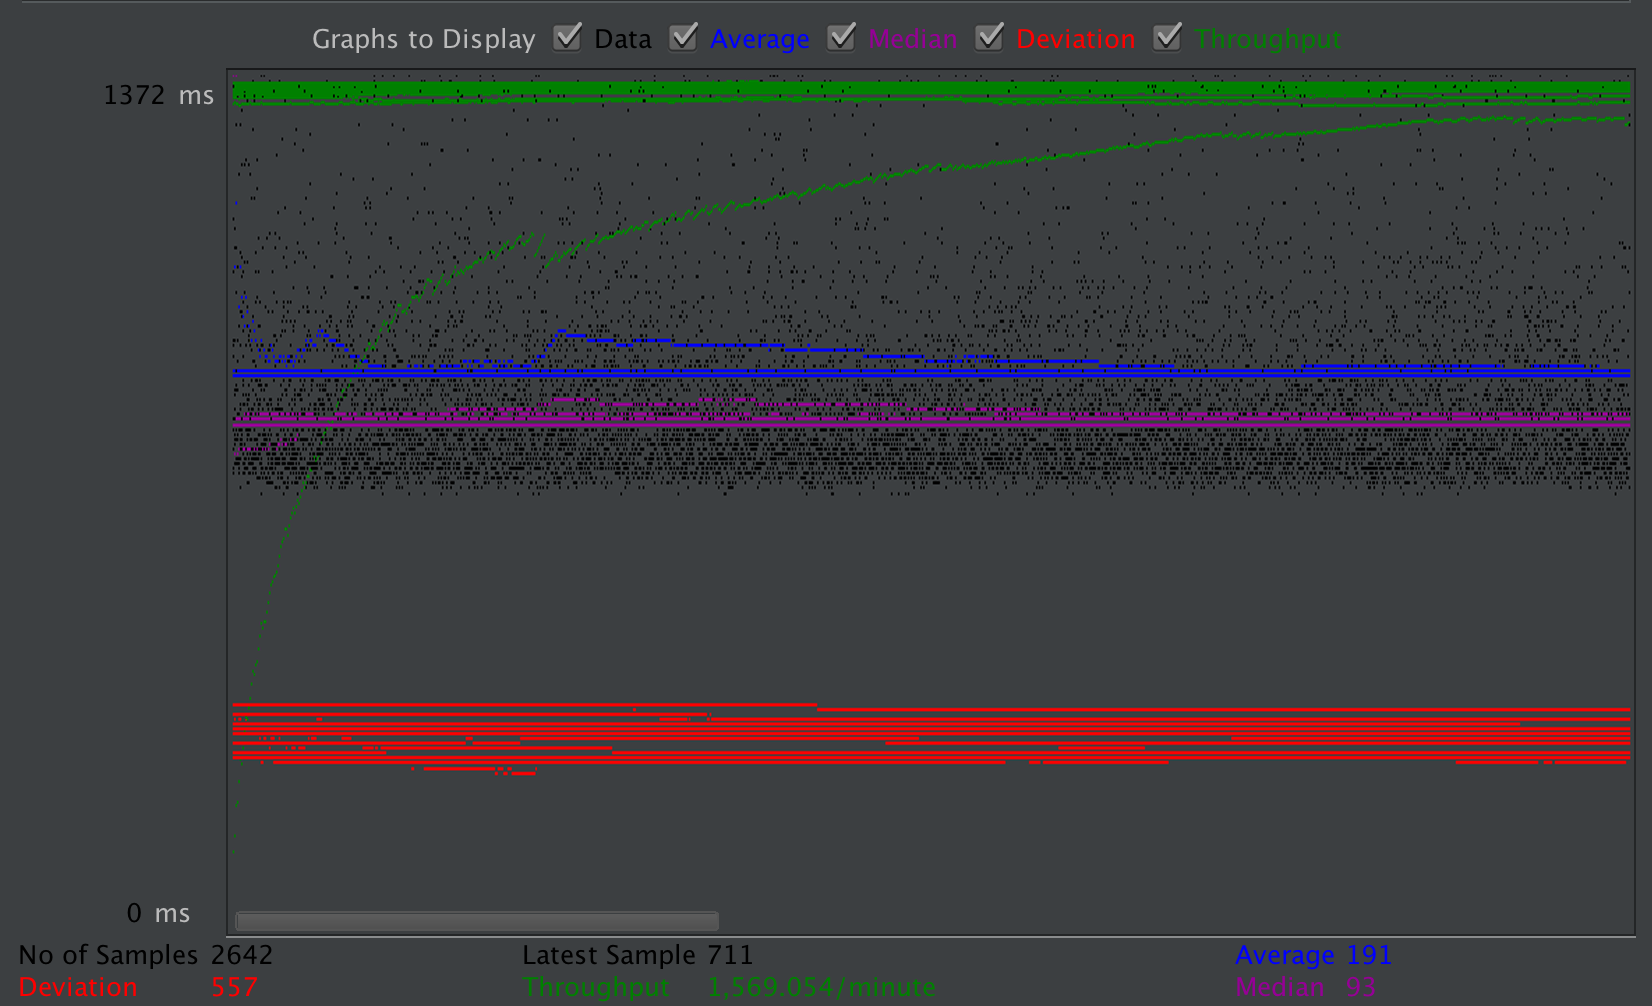 Graphs to Display Data Average Median Deviation Throughput
1372 ms
0 ms
No of Samples 2642 Latest Sample 711 Average 191
Deviation 557 Throughput 1,569.054/minute Median 93